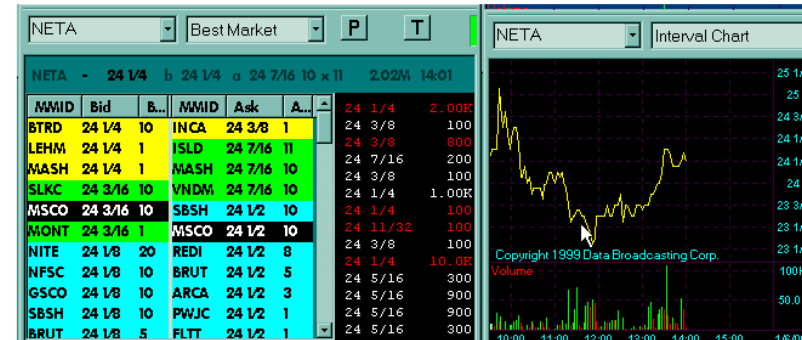 Volume
NETA Best Market P T
NETA Interval Chart
NETA - 24 1/4 b 24 1/4 a 24 7/16 10 x 11 2.02M 14:01
MMID Bid B... MMID Ask A...
BTRD 24 1/4 10 INCA 24 3/8 1
LEHM 24 1/4 1 ISLD 24 7/16 11
MASH 24 1/4 1 MASH 24 7/16 10
SLKC 24 3/16 10 VNDM 24 7/16 10
MSCO 24 3/16 10 SBSH 24 1/2 10
MONT 24 3/16 1 MSCO 24 1/2 10
NITE 24 1/8 20 REDI 24 1/2 8
NFSC 24 1/8 10 BRUT 24 1/2 5
GSCO 24 1/8 10 ARCA 24 1/2 3
SBSH 24 1/8 10 PWJC 24 1/2 1
BRUT 24 1/8 5 FLTT 24 1/2 1
24 1/4 2.00K
24 3/8 100
24 3/8 800
24 7/16 200
24 3/8 100
24 1/4 1.00K
24 1/4 100
24 11/32 100
24 3/8 100
24 1/4 10.0K
24 5/16 300
24 5/16 900
24 5/16 900
24 5/16 300
25 1/
25
24 3/
24 1/
24 1/
24
23 3/
23 1/
23 1/
Copyright 1999 Data Broadcasting Corp.
Volume
100K
50.0
10:00 11:00 12:00 13:00 14:00 15:00 1/6/0